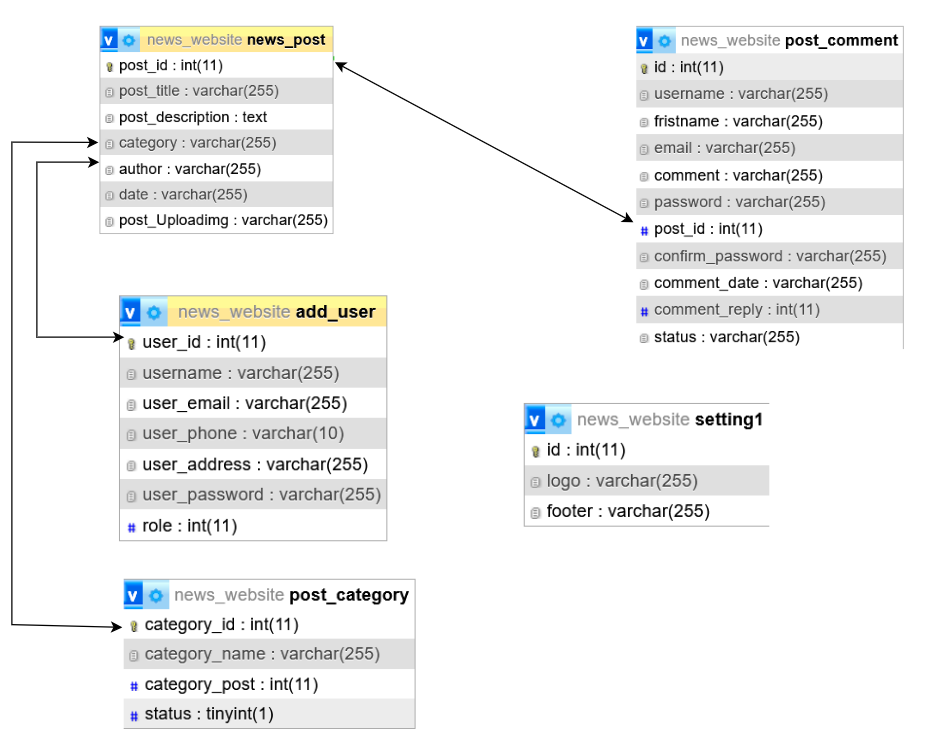 news_website news_post
post_id : int(11)
post_title : varchar(255)
post_description : text
category : varchar(255)
author : varchar(255)
date : varchar(255)
post_Uploadimg : varchar(255)
news_website post_comment
id : int(11)
username : varchar(255)
fristname : varchar(255)
email : varchar(255)
comment : varchar(255)
password : varchar(255)
# post_id : int(11)
confirm_password : varchar(255)
comment_date : varchar(255)
# comment_reply : int(11)
status : varchar(255)
v news_website add_user
user_id : int(11)
username : varchar(255)
user_email : varchar(255)
user_phone : varchar(10)
user_address : varchar(255)
user_password : varchar(255)
# role : int(11)
v news_website setting1
id : int(11)
logo : varchar(255)
footer : varchar(255)
v news_website post_category
category_id : int(11)
category_name : varchar(255)
# category_post : int(11)
# status : tinyint(1)